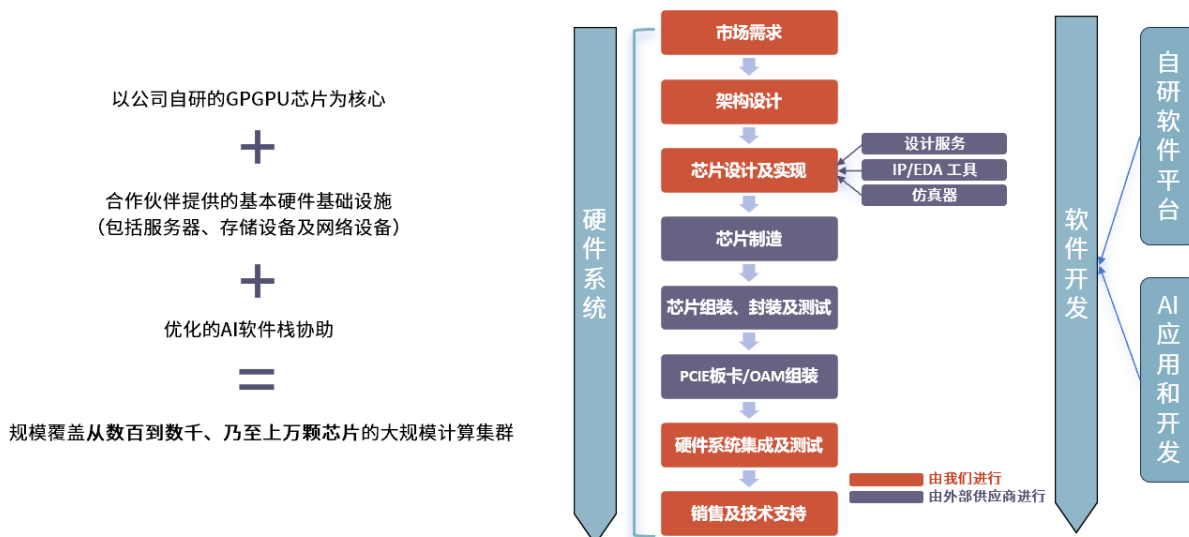 以公司自研的GPGPU芯片为核心
+
合作伙伴提供的基本硬件基础设施
（包括服务器、存储设备及网络设备）
+
优化的AI软件栈协助
=
规模覆盖从数百到数千、乃至上万颗芯片的大规模计算集群
硬件系统
市场需求
架构设计
芯片设计及实现
设计服务
IP/EDA 工具
仿真器
芯片制造
芯片组装、封装及测试
PCIE板卡/OAM组装
硬件系统集成及测试
销售及技术支持
由我们进行
由外部供应商进行
软件开发
自研软件平台
AI应用和开发